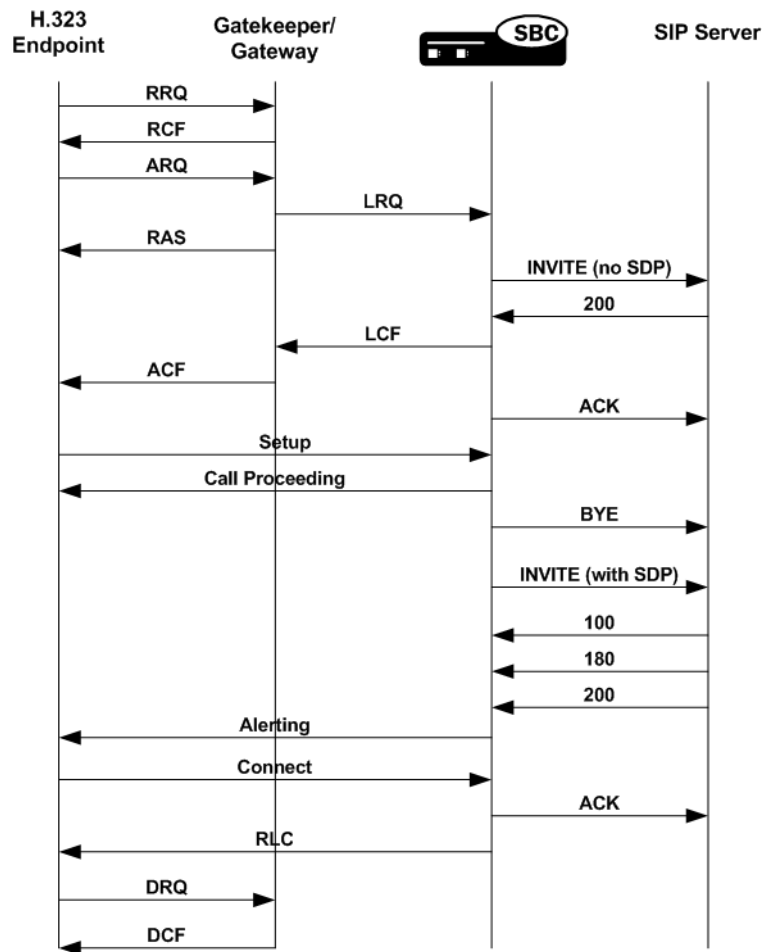 H.323
Endpoint
Gatekeeper/
Gateway
SBC
SIP Server
RRQ
RCF
ARQ
LRQ
RAS
INVITE (no SDP)
200
LCF
ACF
ACK
Setup
Call Proceeding
BYE
INVITE (with SDP)
100
180
200
Alerting
Connect
ACK
RLC
DRQ
DCF